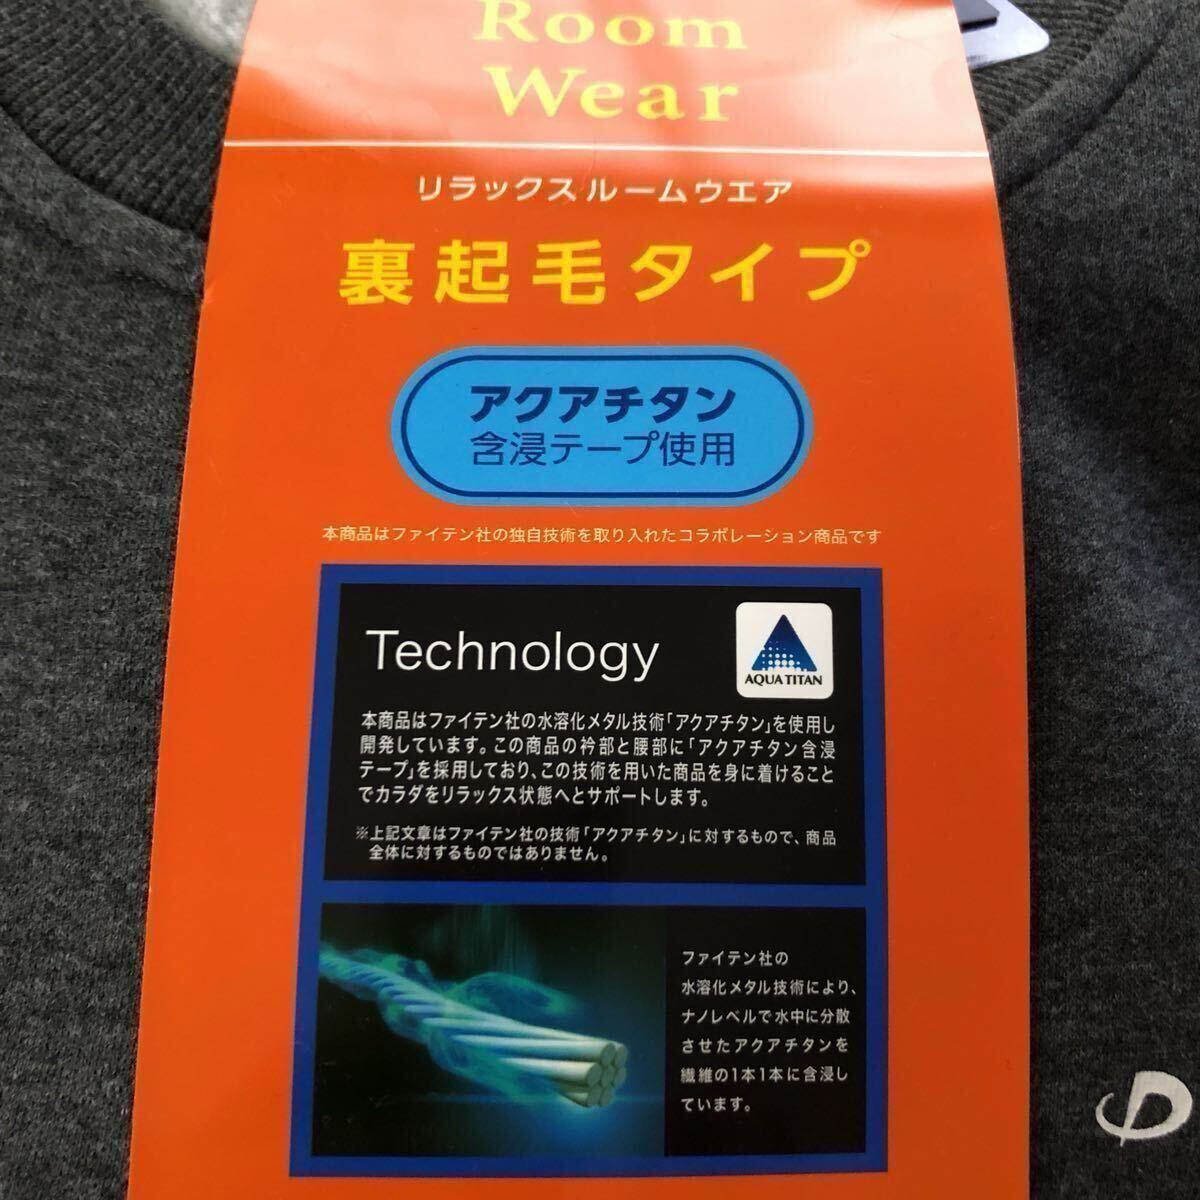 Room
Wear
リラックスルームウエア
裏起毛タイプ
アクアチタン
含浸テープ使用
本商品はファイテン社の独自技術を取り入れたコラボレーション商品です
Technology
AQUA TITAN
本商品はファイテン社の水溶化メタル技術「アクアチタン」を使用し
開発しています。この商品の衿部と腰部に「アクアチタン含浸
テープ」を採用しており、この技術を用いた商品を身に着けること
でカラダをリラックス状態へとサポートします。
※上記文章はファイテン社の技術「アクアチタン」に対するもので、商品
全体に対するものではありません。
ファイテン社の
水溶化メタル技術により、
ナノレベルで水中に分散
させたアクアチタンを
繊維の1本1本に含浸し
ています。